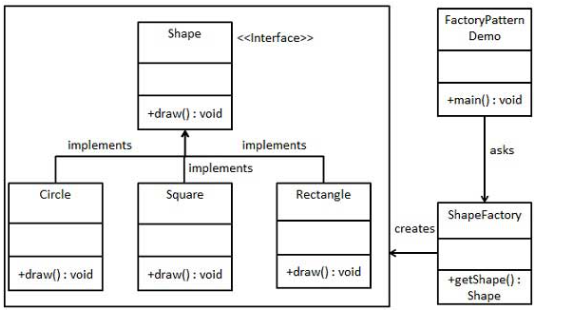 Shape
<<Interface>>
+draw() : void
FactoryPattern
Demo
+main() : void
implements
implements
implements
asks
Circle
+draw() : void
Square
+draw() : void
Rectangle
+draw() : void
creates
ShapeFactory
+getShape() :
Shape